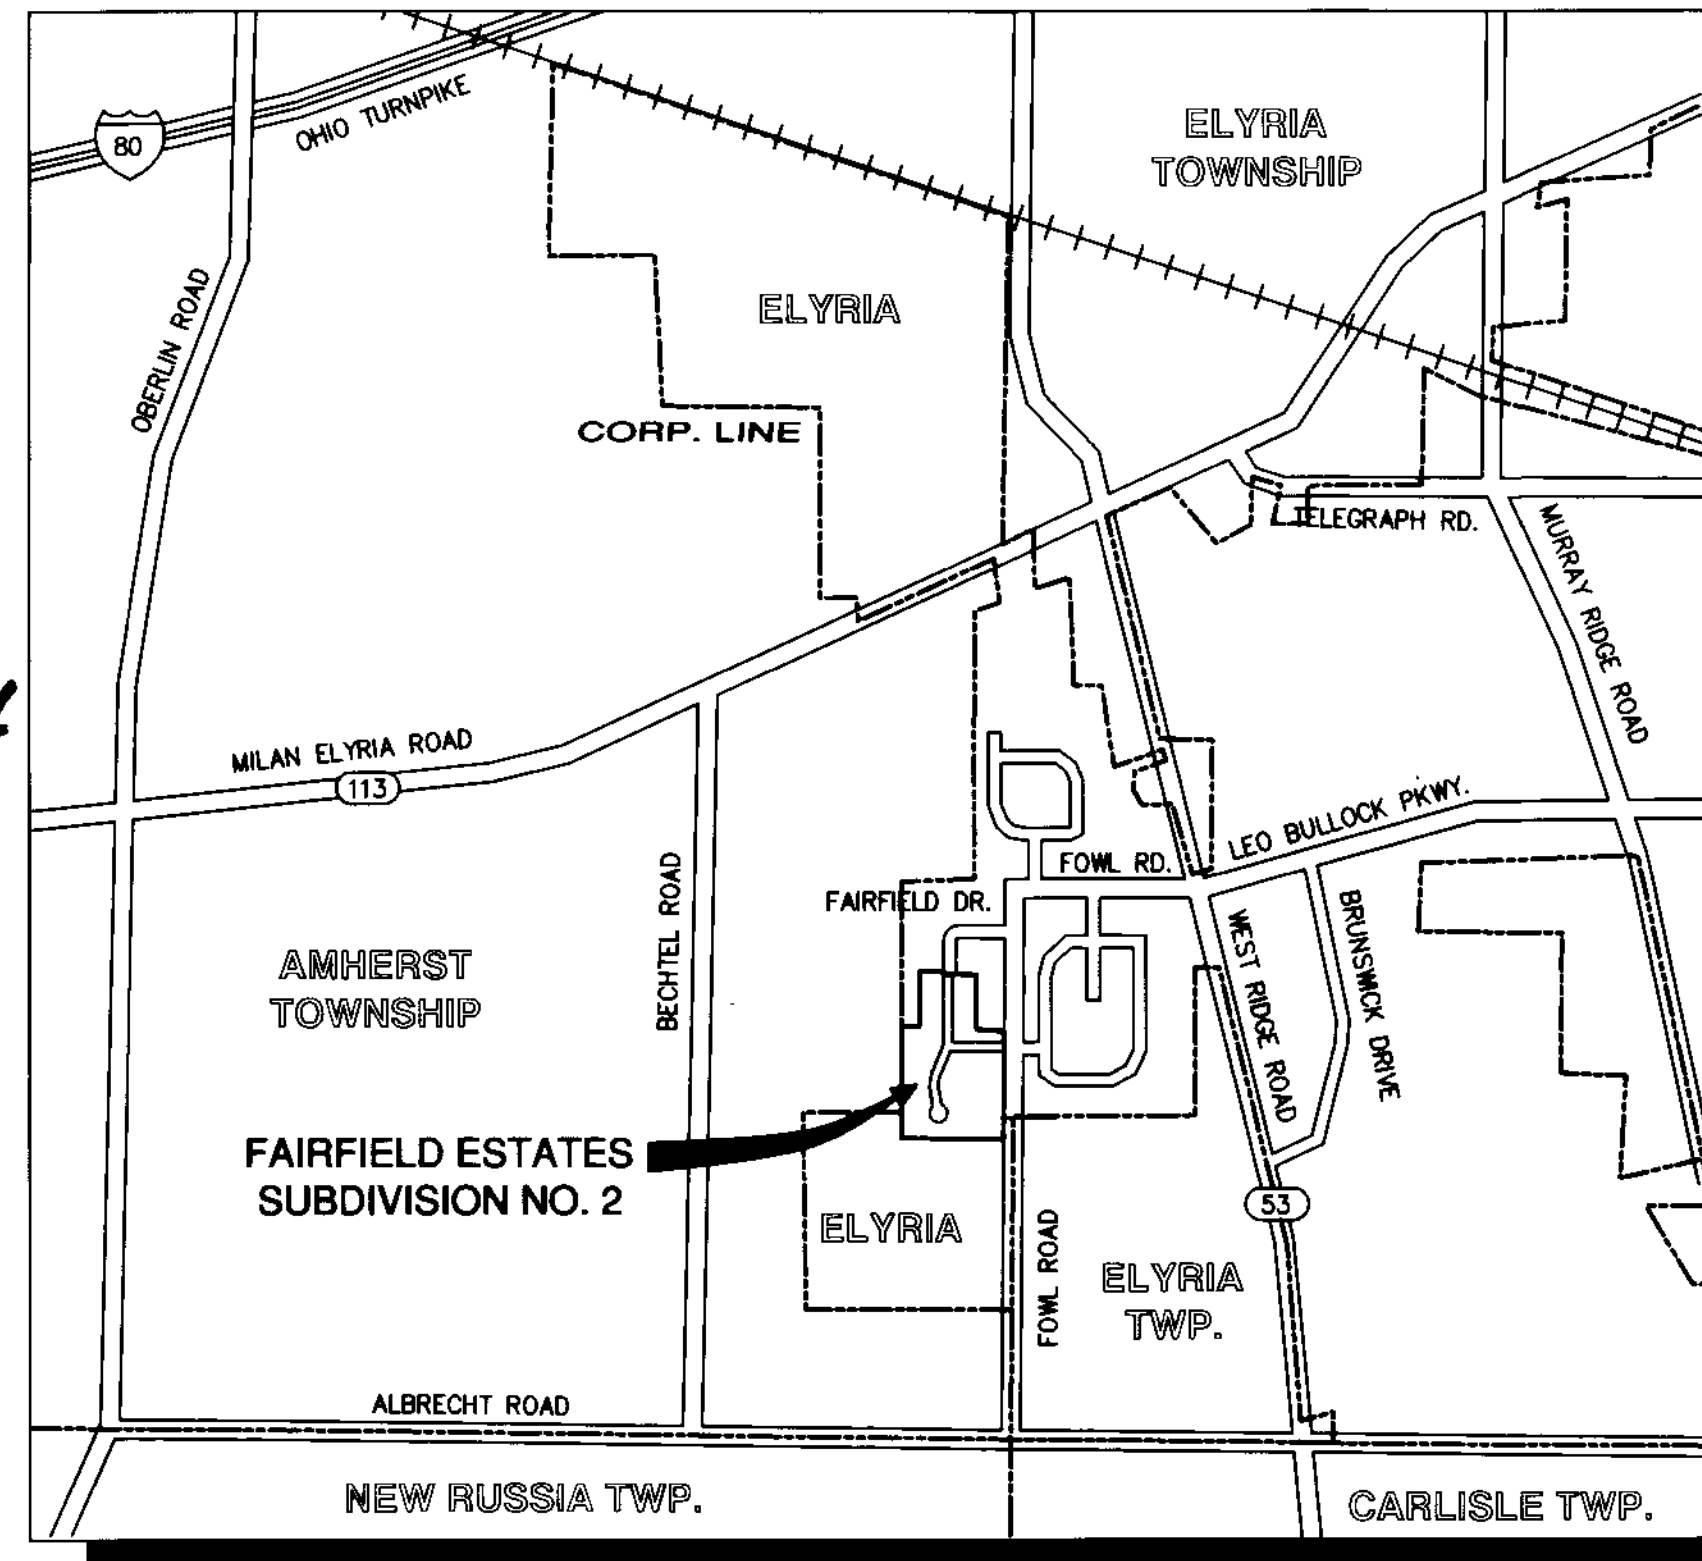 80
OHIO TURNPIKE
ELYRIA
TOWNSHIP
OBERLIN ROAD
ELYRIA
CORP. LINE
TELEGRAPH RD.
MURRAY RIDGE ROAD
MILAN ELYRIA ROAD
113
LEO BULLOCK PKWY.
FOWL RD.
FAIRFIELD DR.
BECHTEL ROAD
WEST RIDGE ROAD
BRUNSWICK DRIVE
AMHERST
TOWNSHIP
FAIRFIELD ESTATES
SUBDIVISION NO. 2
53
ELYRIA
FOWL ROAD
ELYRIA
TWP.
ALBRECHT ROAD
NEW RUSSIA TWP.
CARLISLE TWP.